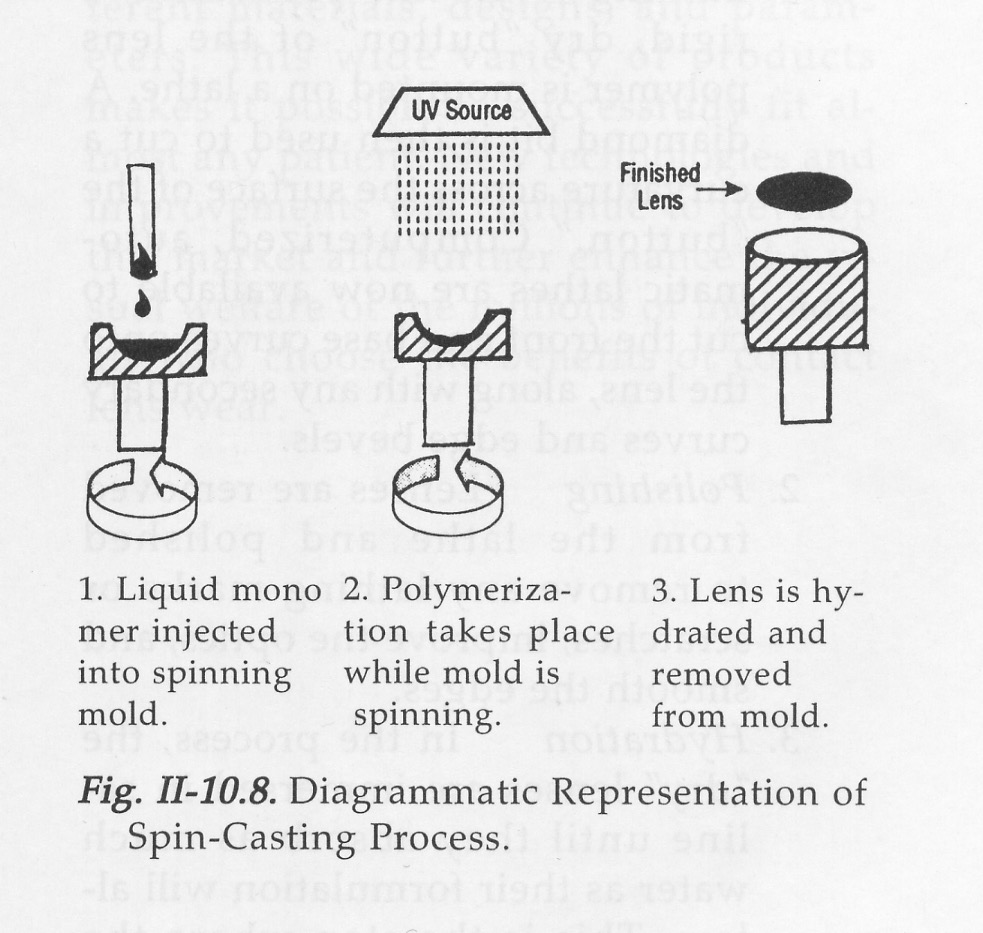 UV Source
Finished
Lens
1. Liquid mono
mer injected
into spinning
mold.
2. Polymeriza-
tion takes place
while mold is
spinning.
3. Lens is hy-
drated and
removed
from mold.
Fig. II-10.8. Diagrammatic Representation of
Spin-Casting Process.